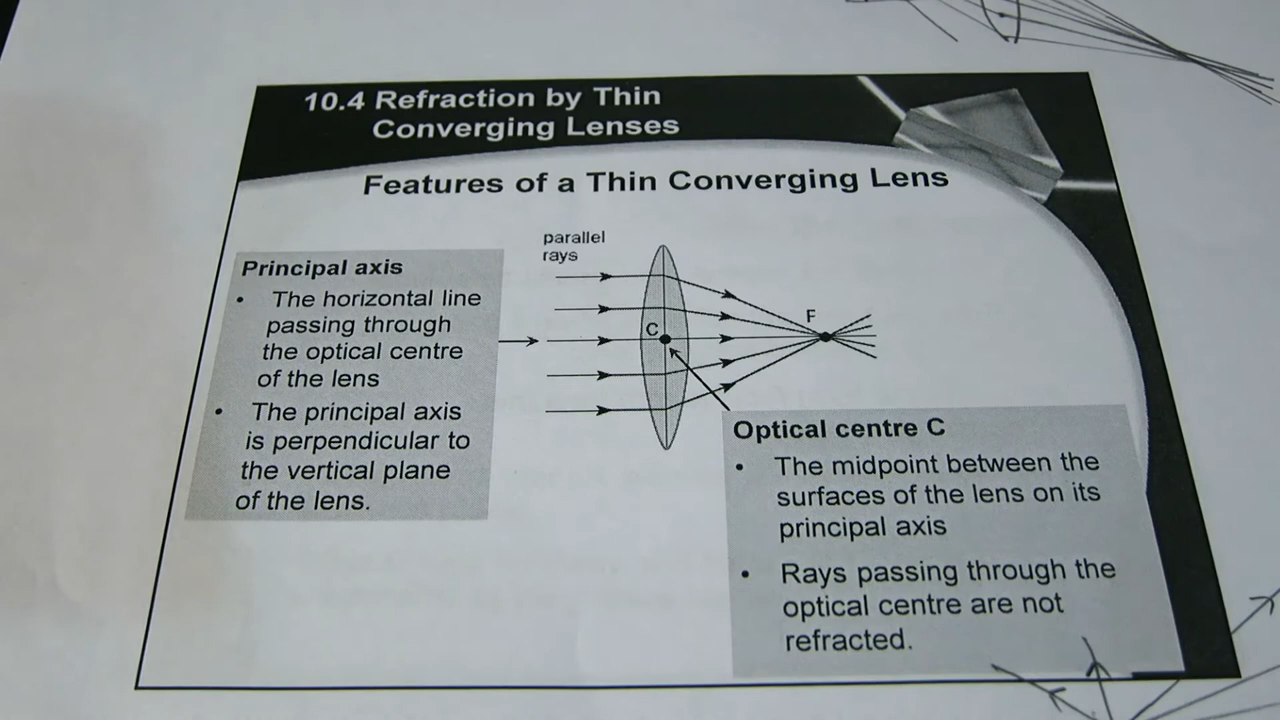 10.4 Refraction by Thin
Converging Lenses
Features of a Thin Converging Lens
parallel
rays
Principal axis
• The horizontal line
passing through
the optical centre
of the lens
• The principal axis
is perpendicular to
the vertical plane
of the lens.
C
F
Optical centre C
• The midpoint between the
surfaces of the lens on its
principal axis
• Rays passing through the
optical centre are not
refracted.